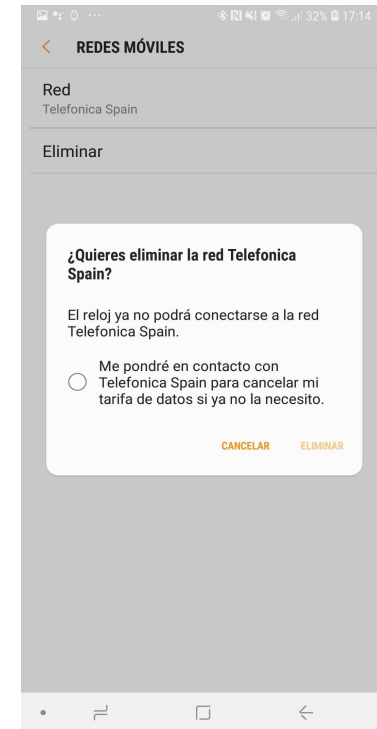 32% 17:14
REDES MÓVILES
Red
Telefonica Spain
Eliminar
¿Quieres eliminar la red Telefonica
Spain?
El reloj ya no podrá conectarse a la red
Telefonica Spain.
Me pondré en contacto con
Telefonica Spain para cancelar mi
tarifa de datos si ya no la necesito.
CANCELAR ELIMINAR